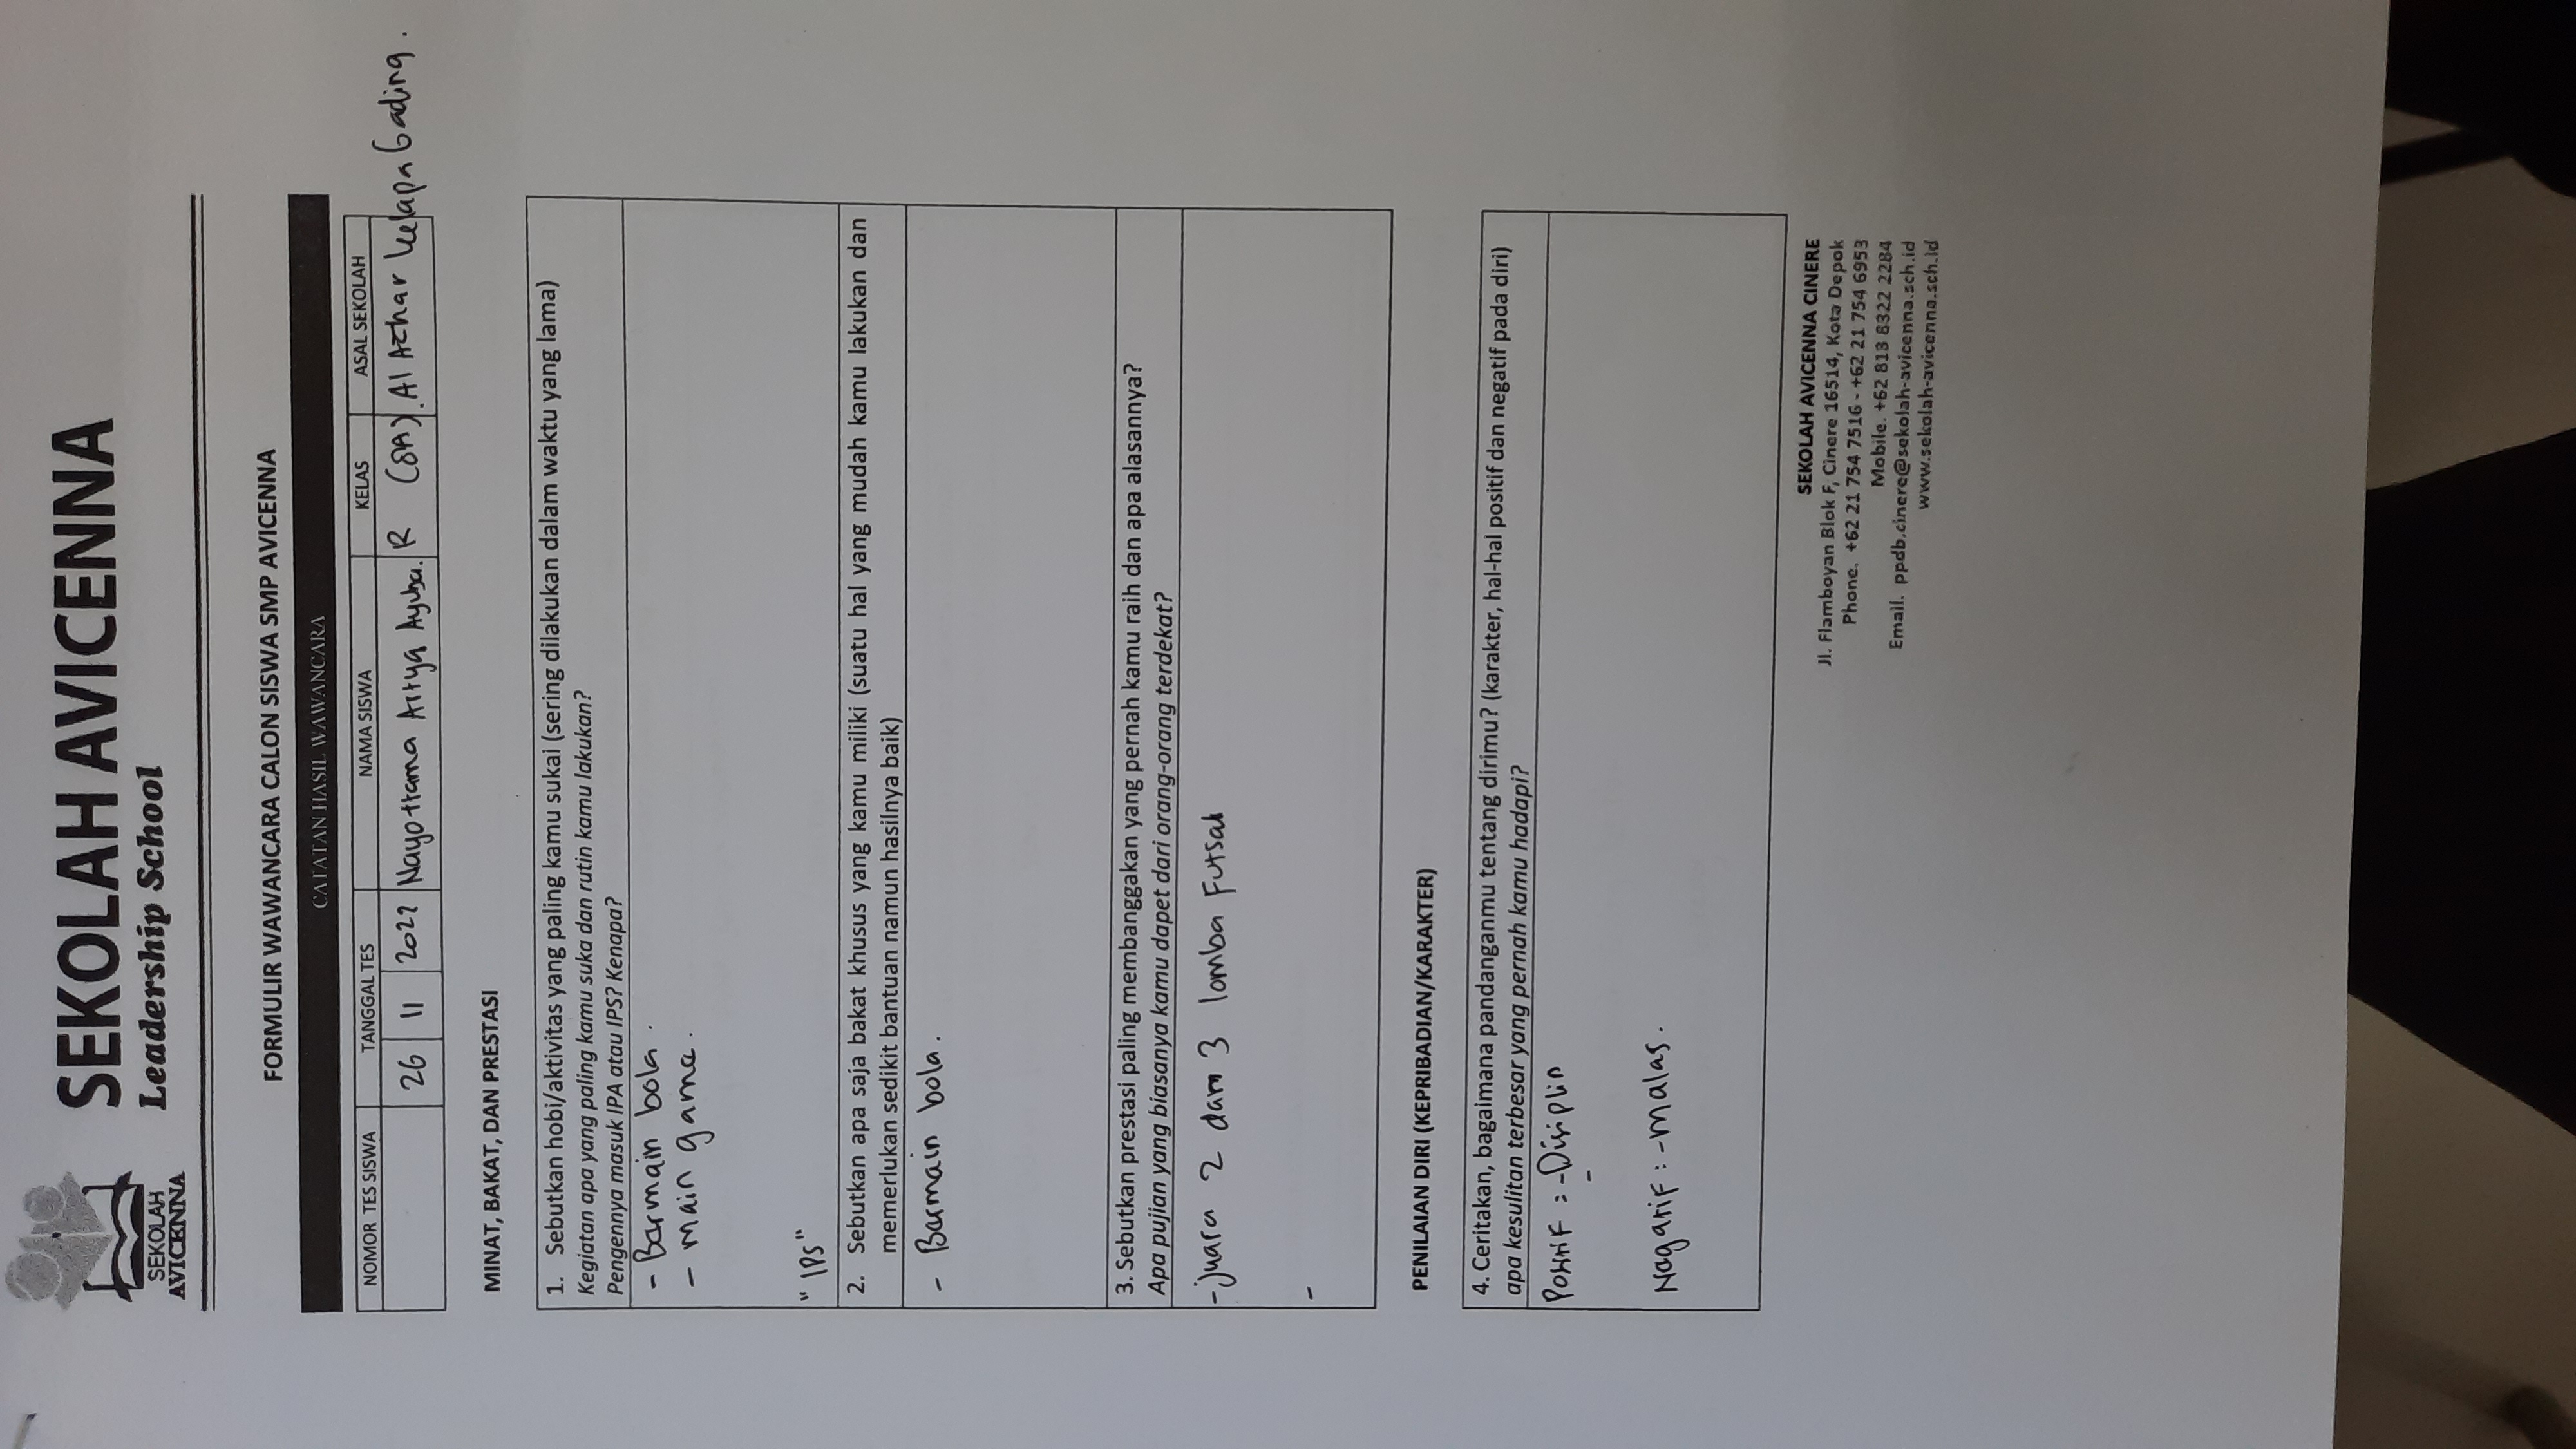 SEKOLAH AVICENNA
Leadership School
SEKOLAH
AVICENNA
FORMULIR WAWANCARA CALON SISWA SMP AVICENNA
CATATAN HASIL WAWANCARA
NOMOR TES SISWA TANGGAL TES NAMA SISWA KELAS ASAL SEKOLAH
26 11 2022 Nayottama Arya Ayuba. R (8A) Al Azhar kelapa Gading.
MINAT, BAKAT, DAN PRESTASI
1. Sebutkan hobi/aktivitas yang paling kamu sukai (sering dilakukan dalam waktu yang lama)
Kegiatan apa yang paling kamu suka dan rutin kamu lakukan?
Pengennya masuk IPA atau IPS? Kenapa?
- Bermain bola.
- main game.
"IPS"
2. Sebutkan apa saja bakat khusus yang kamu miliki (suatu hal yang mudah kamu lakukan dan
memerlukan sedikit bantuan namun hasilnya baik)
- Bermain bola.
3. Sebutkan prestasi paling membanggakan yang pernah kamu raih dan apa alasannya?
Apa pujian yang biasanya kamu dapet dari orang-orang terdekat?
- juara 2 dam 3 lomba Futsal
-
PENILAIAN DIRI (KEPRIBADIAN/KARAKTER)
4. Ceritakan, bagaimana pandanganmu tentang dirimu? (karakter, hal-hal positif dan negatif pada diri)
apa kesulitan terbesar yang pernah kamu hadapi?
Positif : - Disiplin
-
Negatif : - malas.
SEKOLAH AVICENNA CINERE
Jl. Flamboyan Blok F, Cinere 16514, Kota Depok
Phone. +62 21 754 7516 - +62 21 754 6953
Mobile. +62 813 8322 2284
Email. ppdb.cinere@sekolah-avicenna.sch.id
www.sekolah-avicenna.sch.id